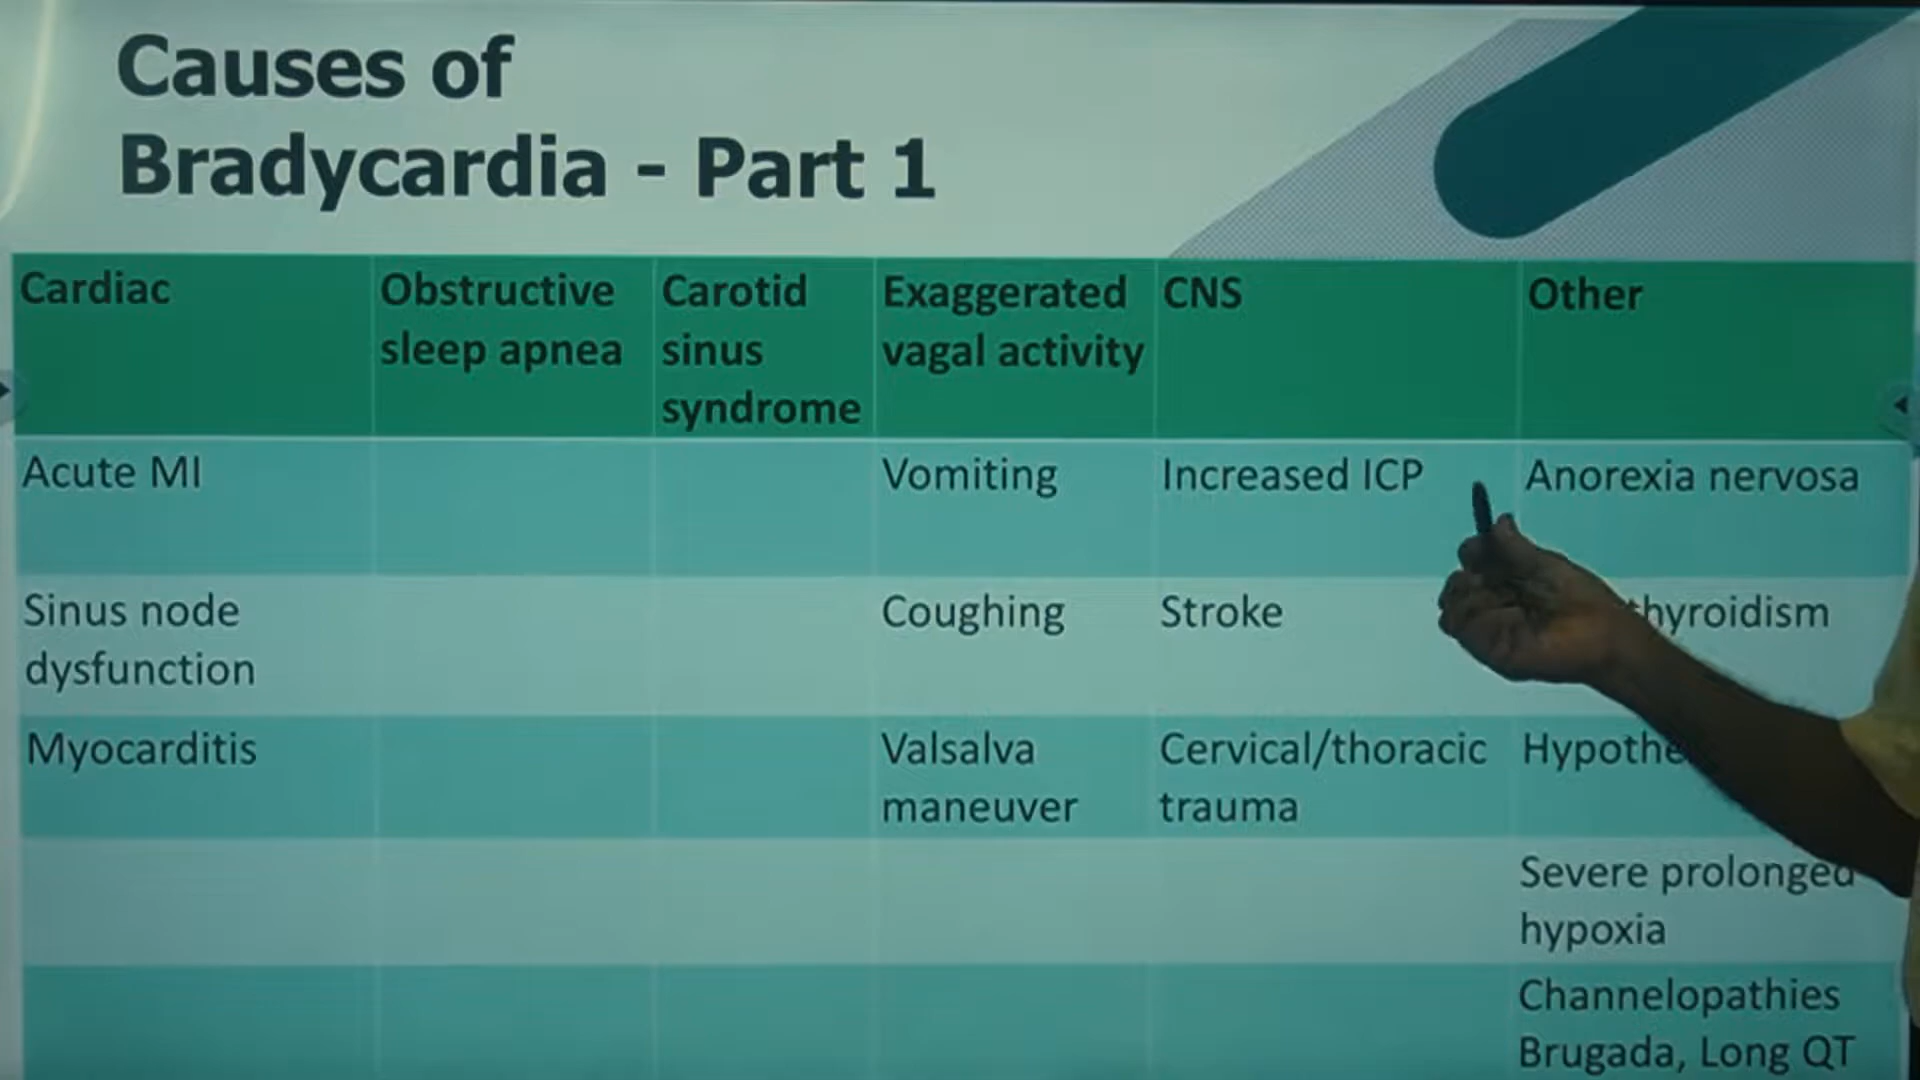 Causes of
Bradycardia - Part 1
Cardiac
Obstructive
sleep apnea
Carotid
sinus
syndrome
Exaggerated
vagal activity
CNS
Other
Acute MI
Vomiting
Increased ICP
Anorexia nervosa
Sinus node
dysfunction
Coughing
Stroke
Myocarditis
Valsalva
maneuver
Cervical/thoracic
trauma
Severe prolonged
hypoxia
Channelopathies
Brugada, Long QT